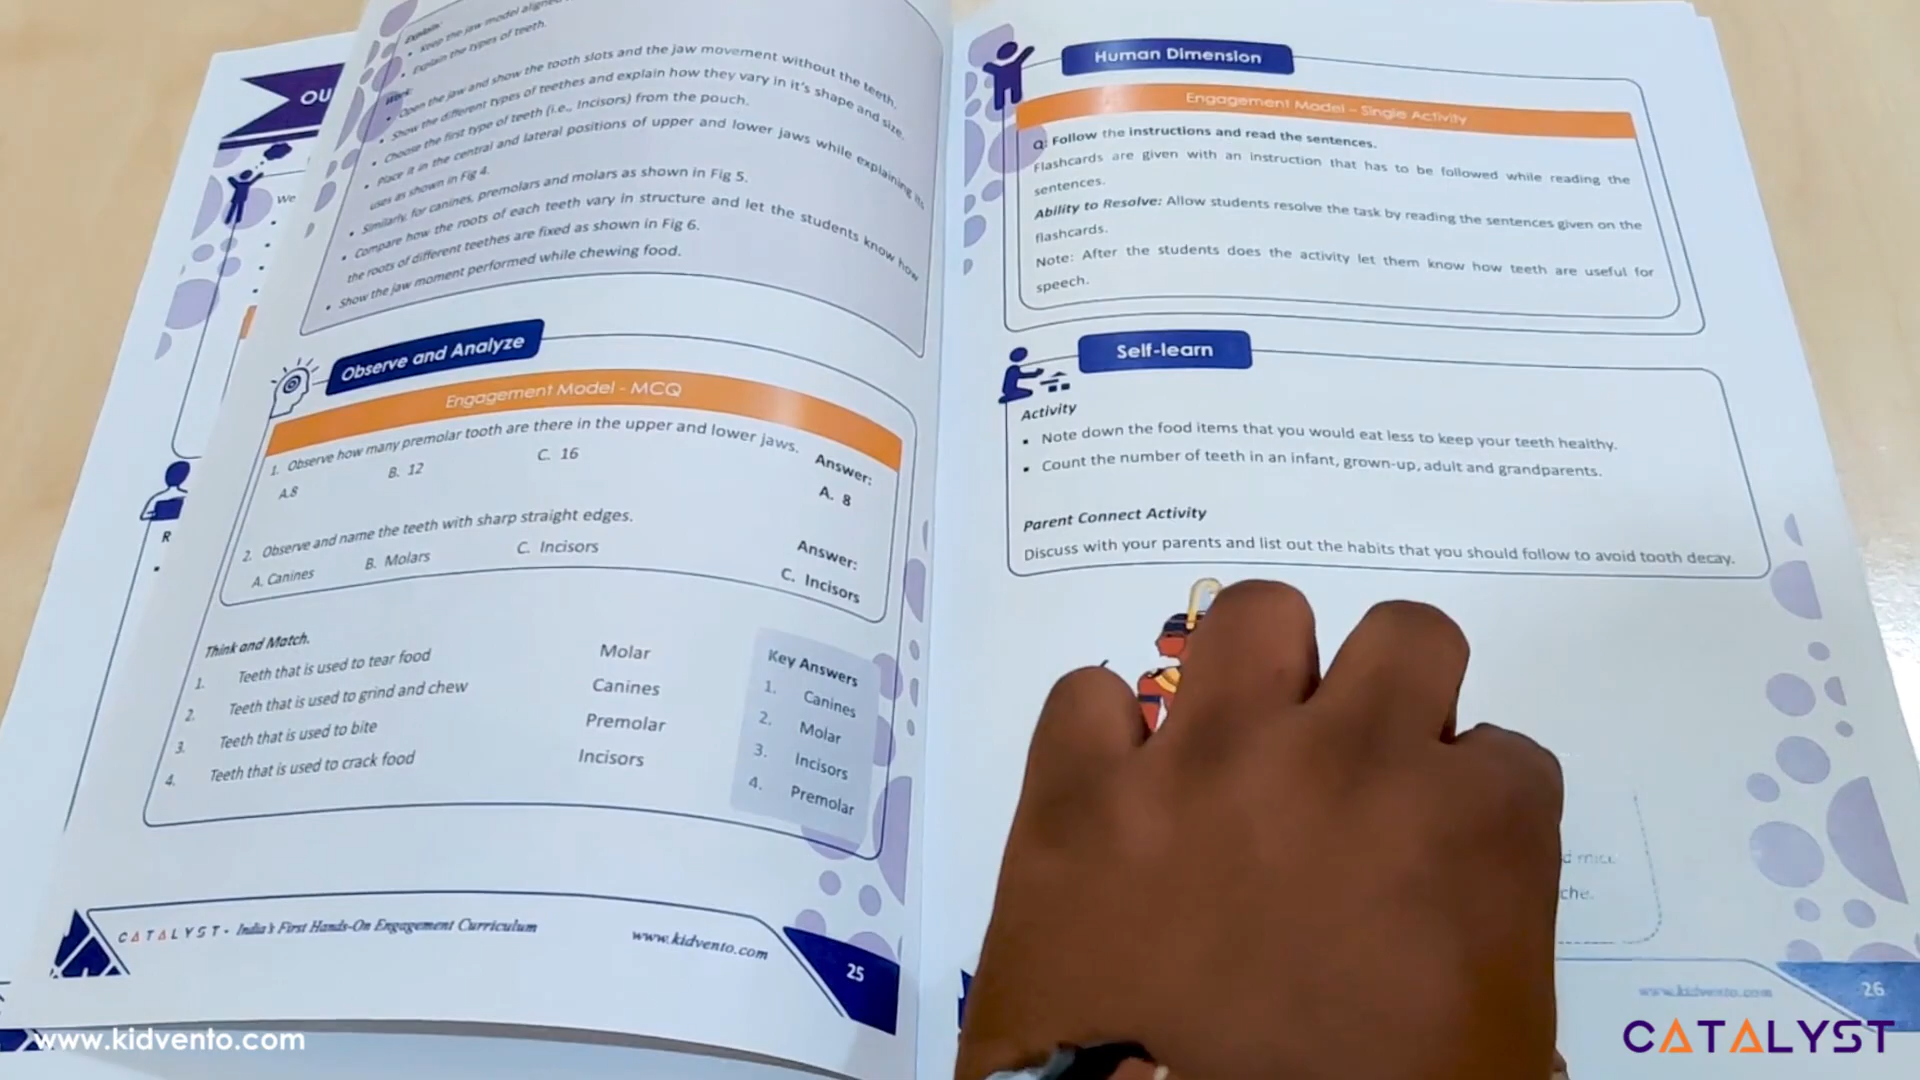 OU
We
R
Explain:
Keep the jaw model aligned
Explain the types of teeth.
Work:
Open the jaw and show the tooth slots and the jaw movement without the teeth.
Show the different types of teethes and explain how they vary in it's shape and size.
Choose the first type of teeth (i.e., Incisors) from the pouch.
Place it in the central and lateral positions of upper and lower jaws while explaining its
uses as shown in Fig 4.
Similarly, for canines, premolars and molars as shown in Fig 5.
Compare how the roots of each teeth vary in structure and let the students know how
the roots of different teethes are fixed as shown in Fig 6.
Show the jaw moment performed while chewing food.
Observe and Analyze
Engagement Model - MCQ
1. Observe how many premolar tooth are there in the upper and lower jaws. Answer:
A.8 B. 12 C. 16 A. 8
2. Observe and name the teeth with sharp straight edges. Answer:
A. Canines B. Molars C. Incisors C. Incisors
Think and Match. Key Answers
1. Teeth that is used to tear food Molar 1. Canines
2. Teeth that is used to grind and chew Canines 2. Molar
3. Teeth that is used to bite Premolar 3. Incisors
4. Teeth that is used to crack food Incisors 4. Premolar
CATALYST - India's First Hands-On Engagement Curriculum www.kidvento.com 25
Human Dimension
Engagement Model – Single Activity
Q: Follow the instructions and read the sentences.
Flashcards are given with an instruction that has to be followed while reading the
sentences.
Ability to Resolve: Allow students resolve the task by reading the sentences given on the
flashcards.
Note: After the students does the activity let them know how teeth are useful for
speech.
Self-learn
Activity
Note down the food items that you would eat less to keep your teeth healthy.
Count the number of teeth in an infant, grown-up, adult and grandparents.
Parent Connect Activity
Discuss with your parents and list out the habits that you should follow to avoid tooth decay.
d mice
che.
www.kidvento.com 26
www.kidvento.com
CATALYST